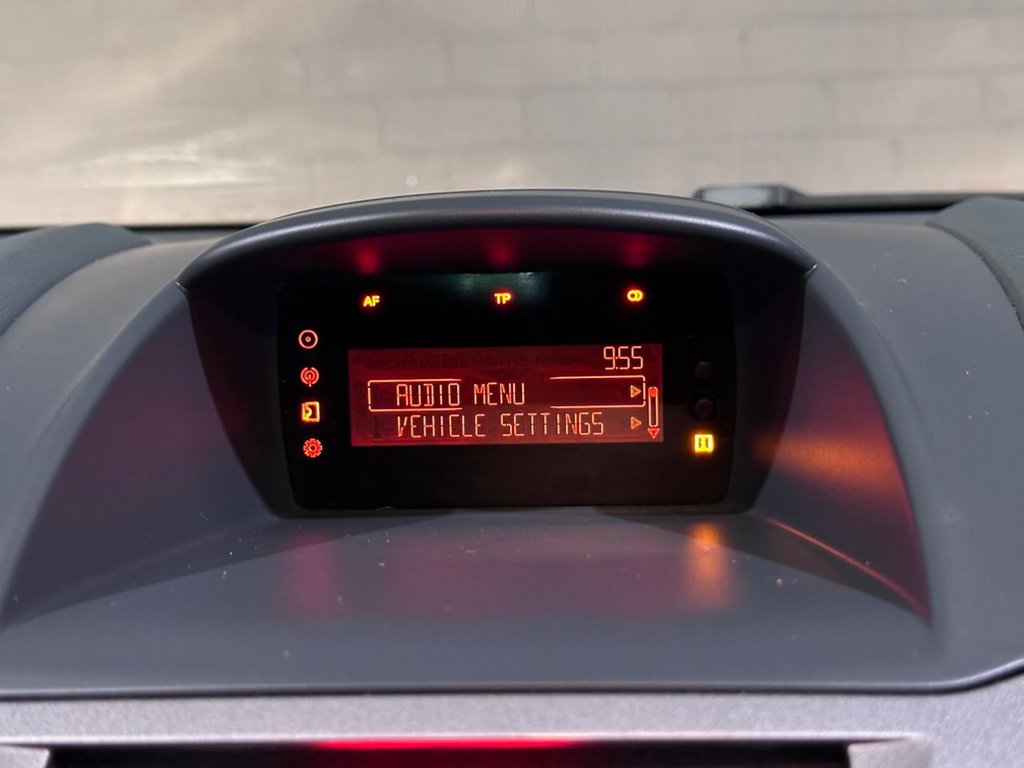 AF TP
9:55
AUDIO MENU
VEHICLE SETTINGS